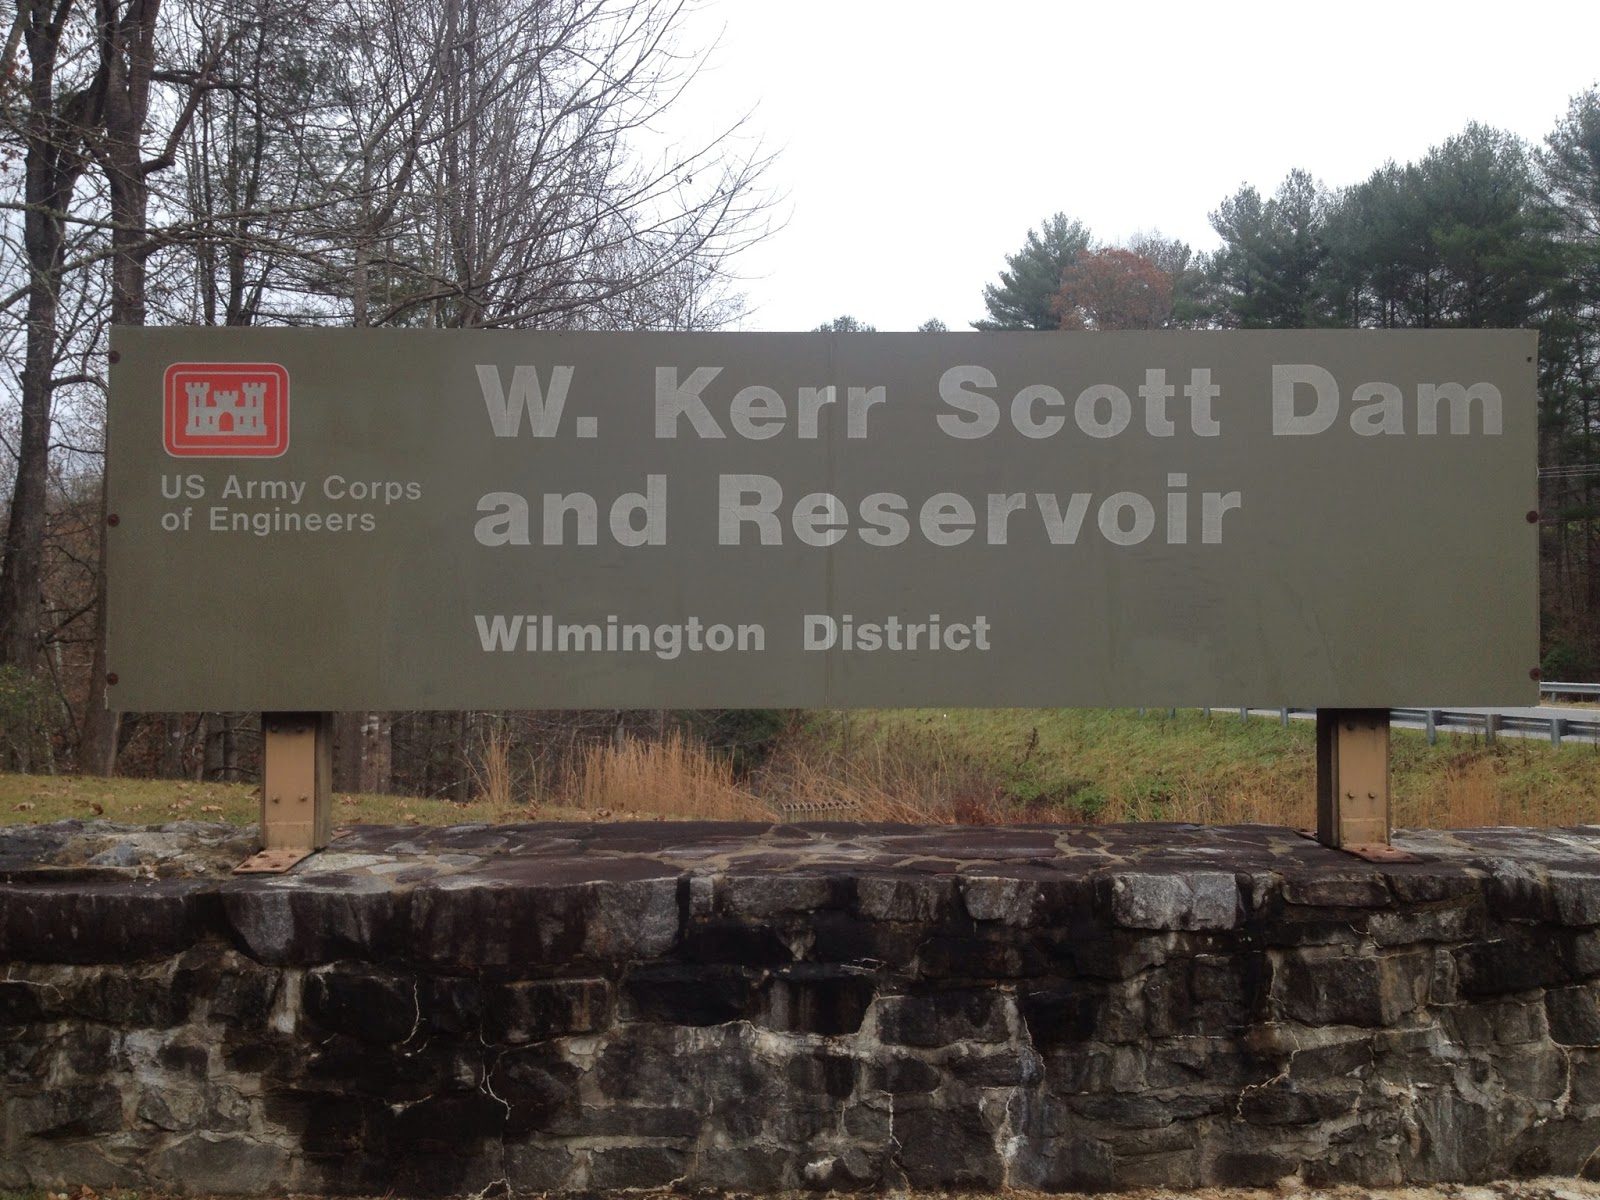 US Army Corps
of Engineers
W. Kerr Scott Dam
and Reservoir
Wilmington District